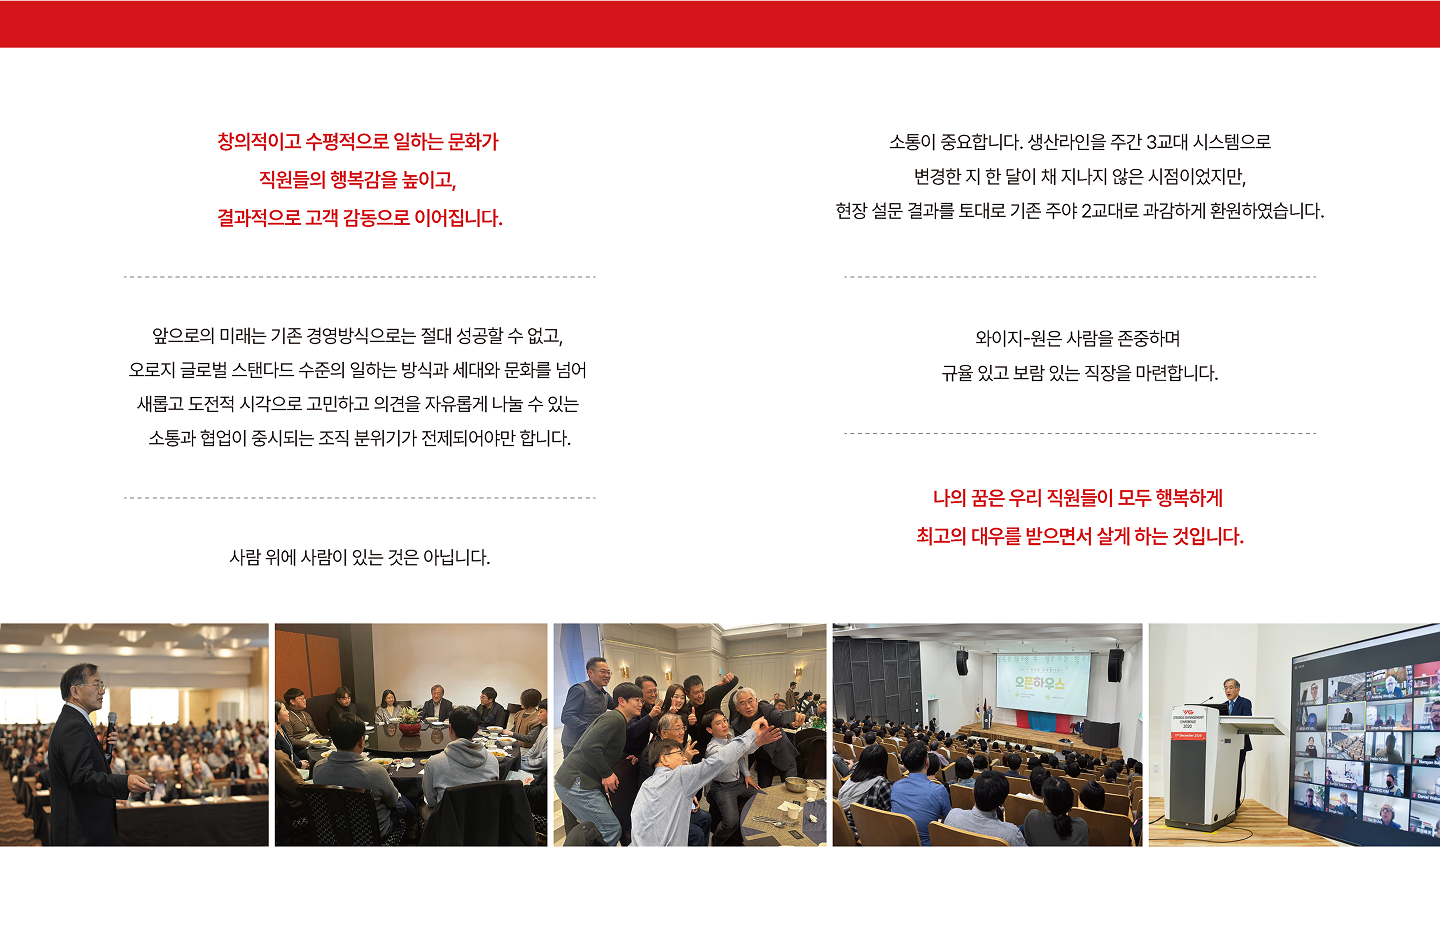 창의적이고 수평적으로 일하는 문화가
직원들의 행복감을 높이고,
결과적으로 고객 감동으로 이어집니다.
앞으로의 미래는 기존 경영방식으로는 절대 성공할 수 없고,
오로지 글로벌 스탠다드 수준의 일하는 방식과 세대와 문화를 넘어
새롭고 도전적 시각으로 고민하고 의견을 자유롭게 나눌 수 있는
소통과 협업이 중시되는 조직 분위기가 전제되어야만 합니다.
사람 위에 사람이 있는 것은 아닙니다.
소통이 중요합니다. 생산라인을 주간 3교대 시스템으로
변경한 지 한 달이 채 지나지 않은 시점이었지만,
현장 설문 결과를 토대로 기존 주야 2교대로 과감하게 환원하였습니다.
와이지-원은 사람을 존중하며
규율 있고 보람 있는 직장을 마련합니다.
나의 꿈은 우리 직원들이 모두 행복하게
최고의 대우를 받으면서 살게 하는 것입니다.
오픈하우스
CONFERENCE
2020